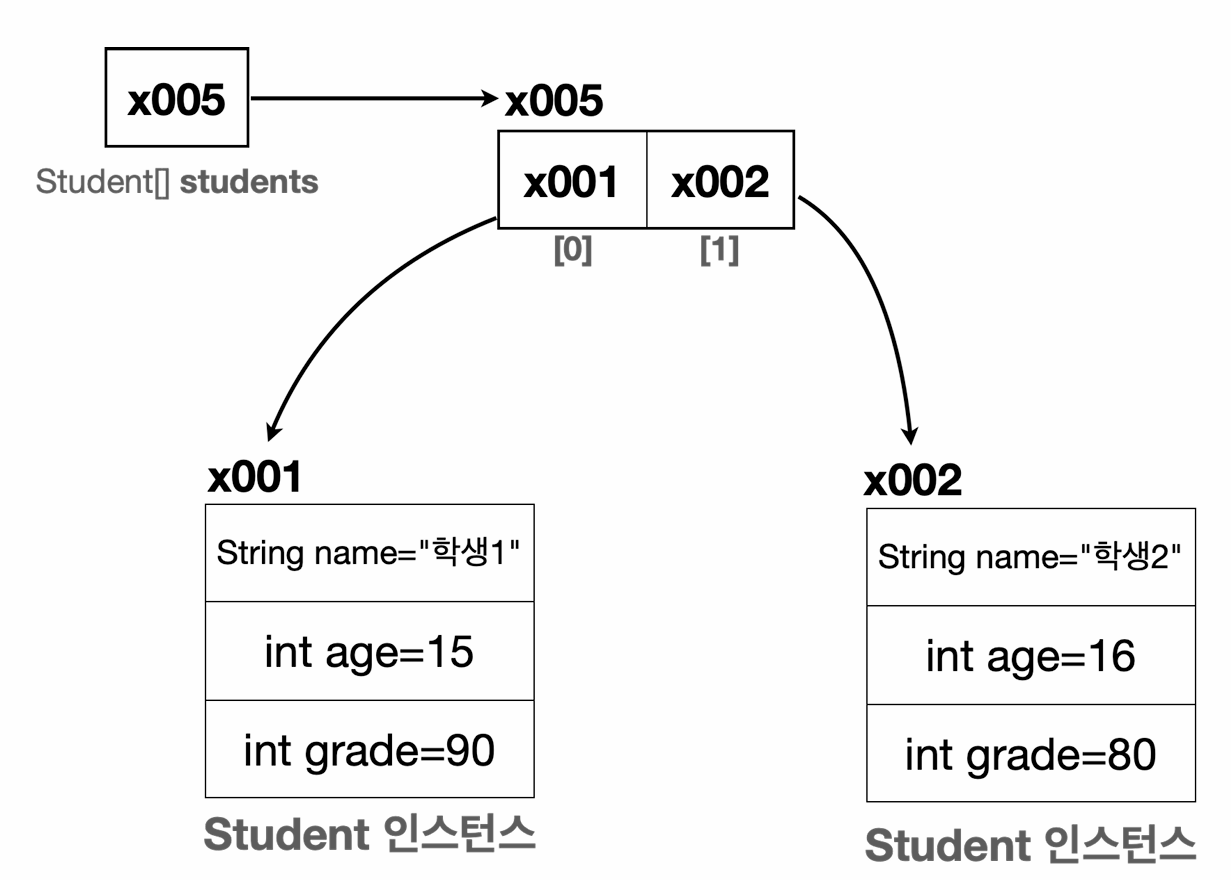 x005
x005
Student[] students
x001 x002
[0] [1]
x001
String name="학생1"
int age=15
int grade=90
Student 인스턴스
x002
String name="학생2"
int age=16
int grade=80
Student 인스턴스